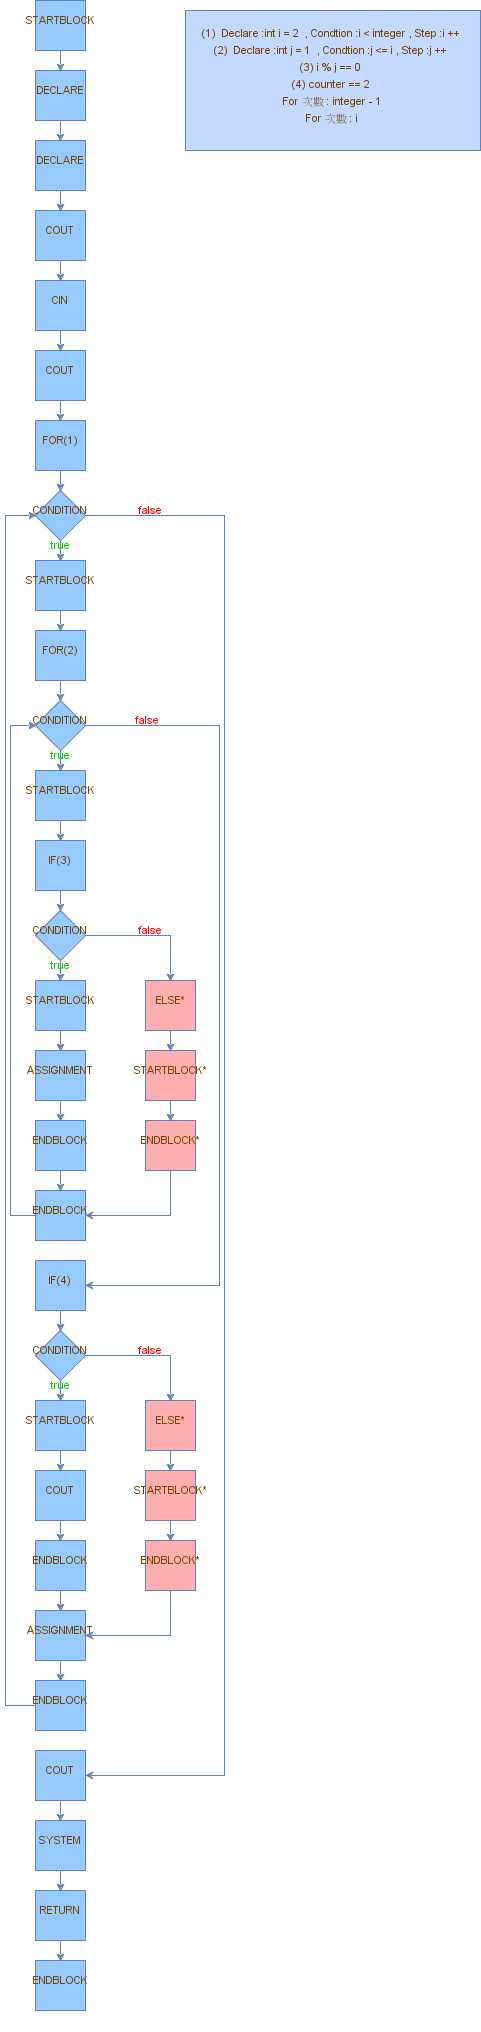 STARTBLOCK
(1)  Declare :int i = 2  , Condtion :i < integer , Step :i ++
(2)  Declare :int j = 1  , Condtion :j <= i , Step :j ++
(3) i % j == 0
(4) counter == 2
For 次數 : integer - 1
For 次數 : i
DECLARE
DECLARE
COUT
CIN
COUT
FOR(1)
CONDITION
false
true
STARTBLOCK
FOR(2)
CONDITION
false
true
STARTBLOCK
IF(3)
CONDITION
false
true
STARTBLOCK
ELSE*
ASSIGNMENT
STARTBLOCK*
ENDBLOCK
ENDBLOCK*
ENDBLOCK
IF(4)
CONDITION
false
true
STARTBLOCK
ELSE*
COUT
STARTBLOCK*
ENDBLOCK
ENDBLOCK*
ASSIGNMENT
ENDBLOCK
COUT
SYSTEM
RETURN
ENDBLOCK